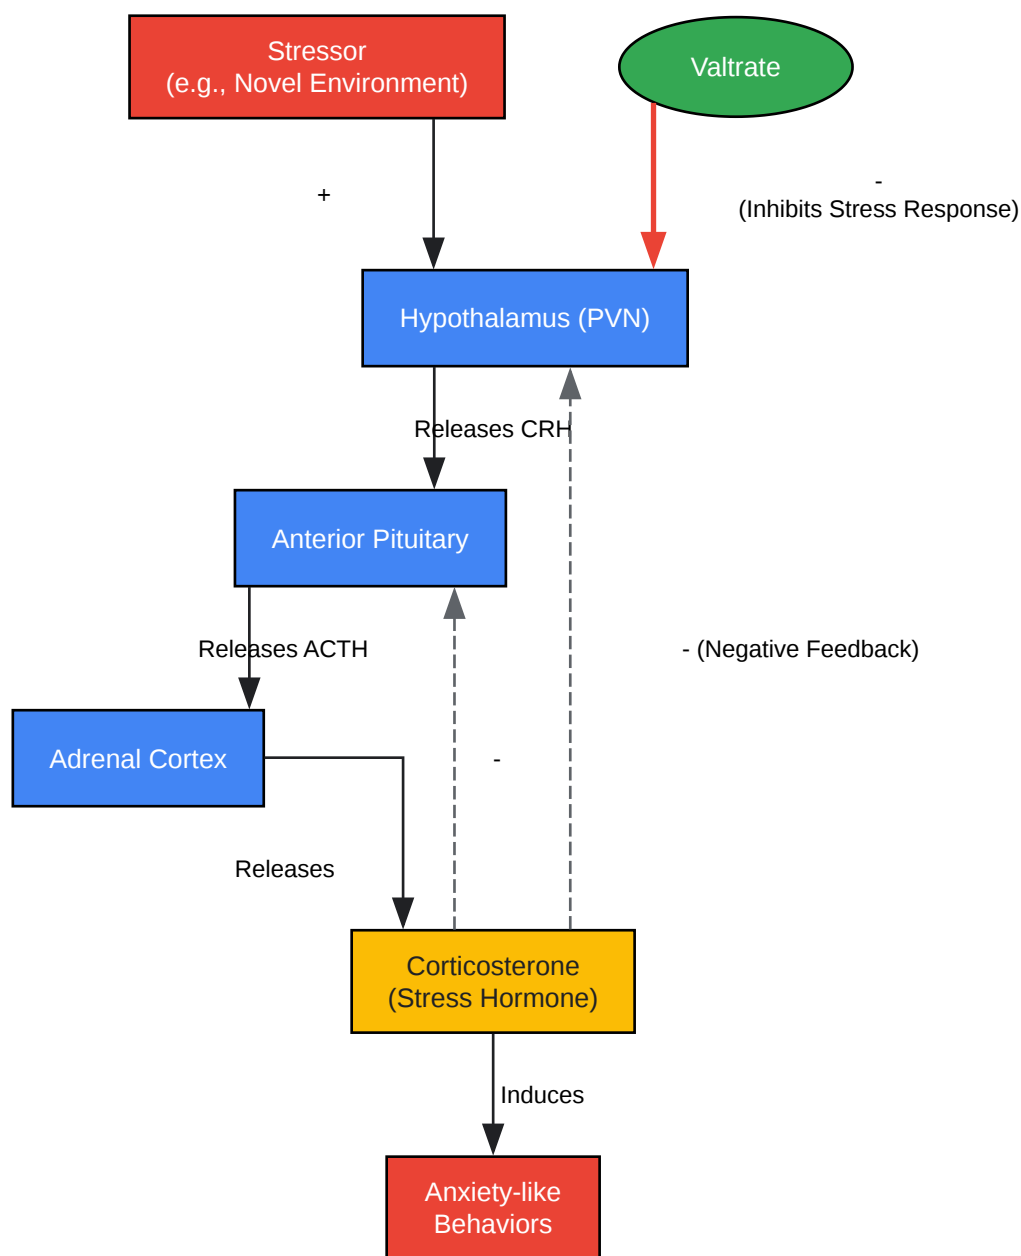 Stressor
(e.g., Novel Environment)
Valtrate
+
-
(Inhibits Stress Response)
Hypothalamus (PVN)
Releases CRH
Anterior Pituitary
Releases ACTH
- (Negative Feedback)
Adrenal Cortex
-
Releases
Corticosterone
(Stress Hormone)
Induces
Anxiety-like
Behaviors